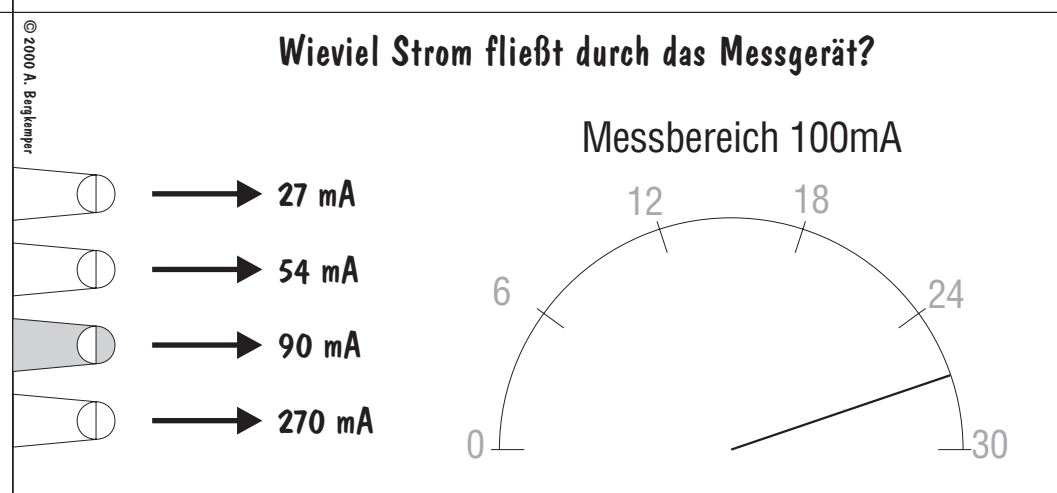 © 2000 A. Bergkemper
Wieviel Strom fließt durch das Messgerät?
Messbereich 100mA
27 mA
54 mA
90 mA
270 mA
0
6
12
18
24
30